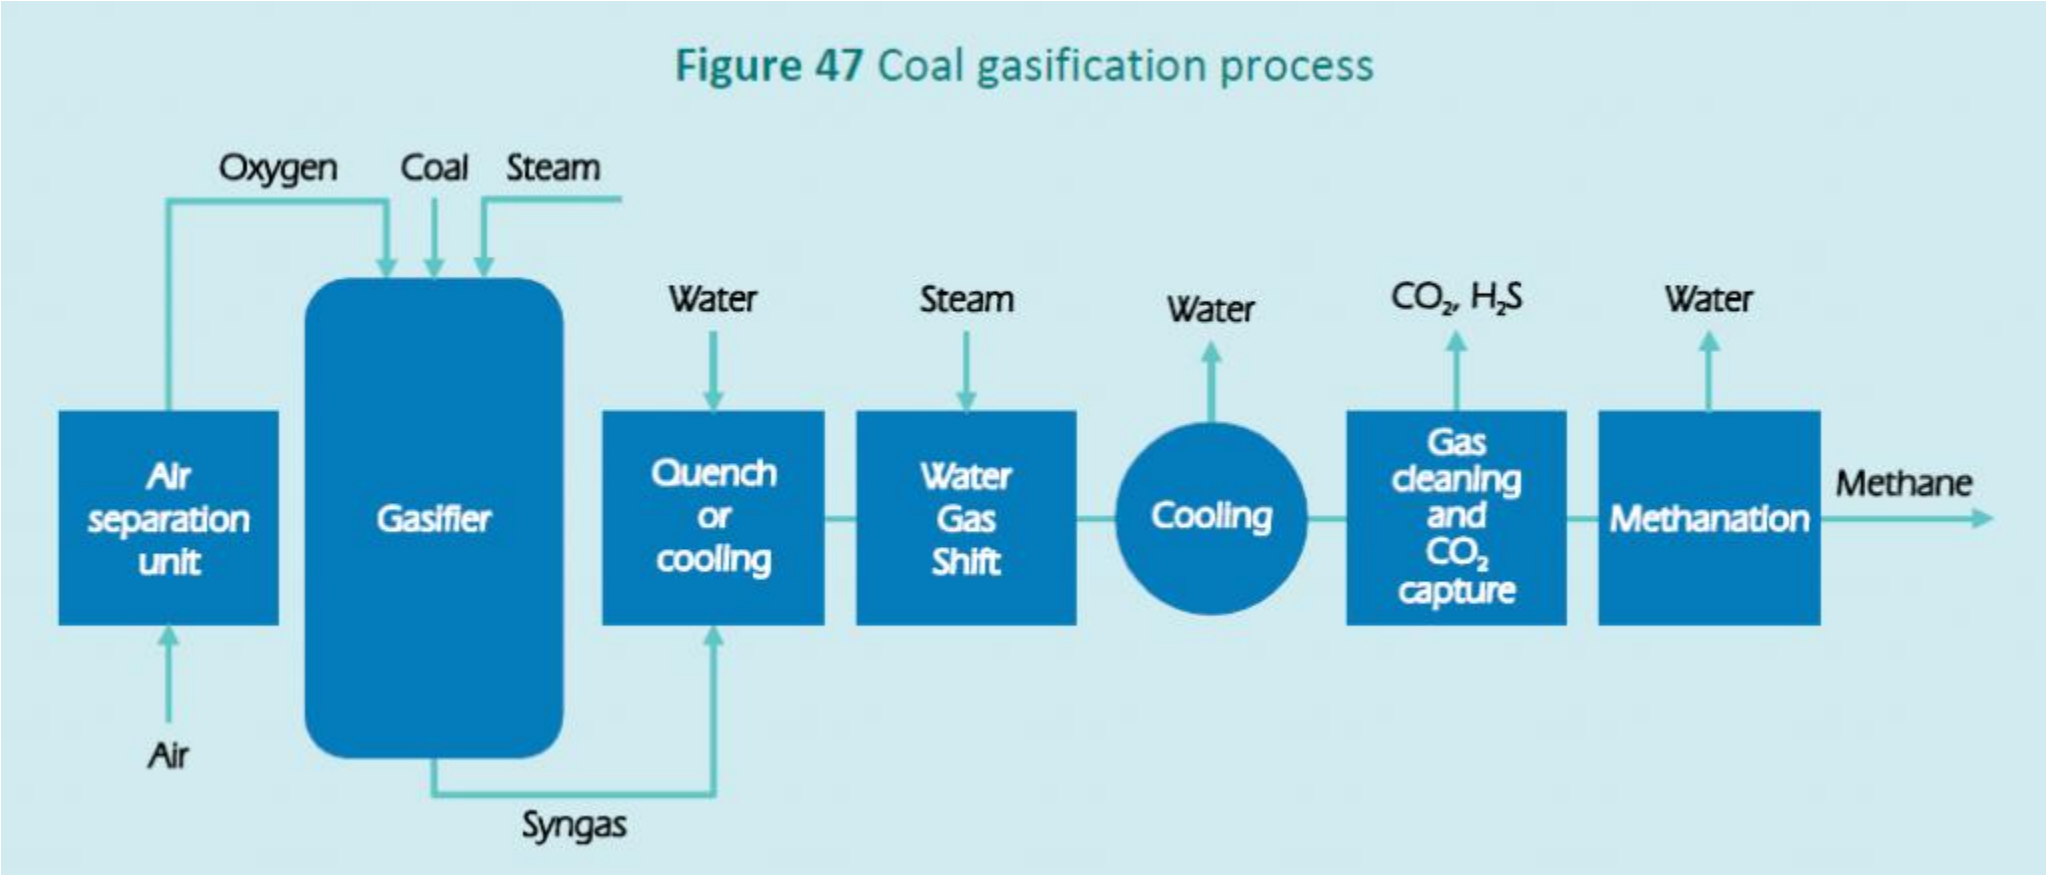 Figure 47 Coal gasification process
Oxygen
Coal
Steam
Water
Steam
Water
CO₂, H₂S
Water
Air
separation
unit
Gasifier
Quench
or
cooling
Water
Gas
Shift
Cooling
Gas
cleaning
and
CO₂
capture
Methanation
Methane
Air
Syngas